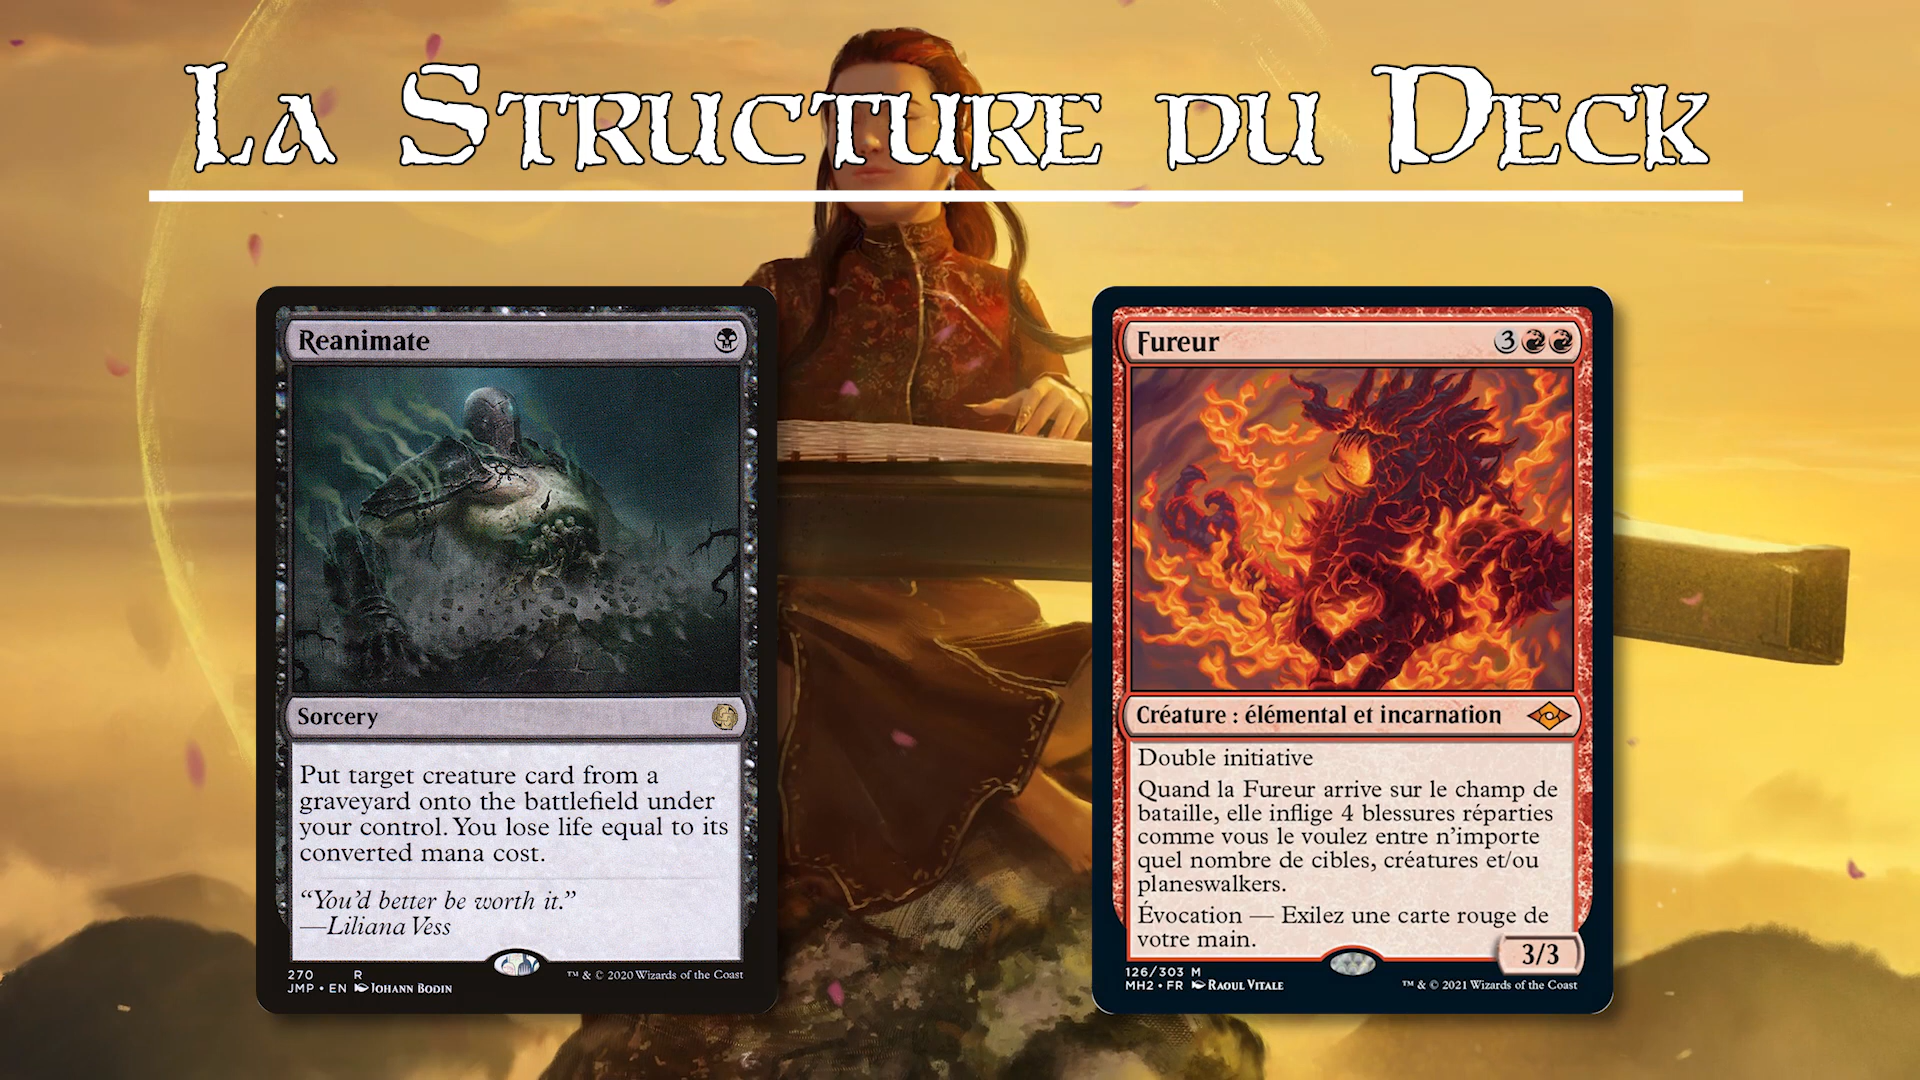 La Structure du Deck
Reanimate
Sorcery
Put target creature card from a
graveyard onto the battlefield under
your control. You lose life equal to its
converted mana cost.
“You’d better be worth it.”
—Liliana Vess
270 R
JMP • EN Johann Bodin
™ & © 2020 Wizards of the Coast
Fureur
3
Créature : élémental et incarnation
Double initiative
Quand la Fureur arrive sur le champ de
bataille, elle inflige 4 blessures réparties
comme vous le voulez entre n’importe
quel nombre de cibles, créatures et/ou
planeswalkers.
Évocation — Exilez une carte rouge de
votre main.
3/3
126/303 M
MH2 • FR Raoul Vitale
™ & © 2021 Wizards of the Coast